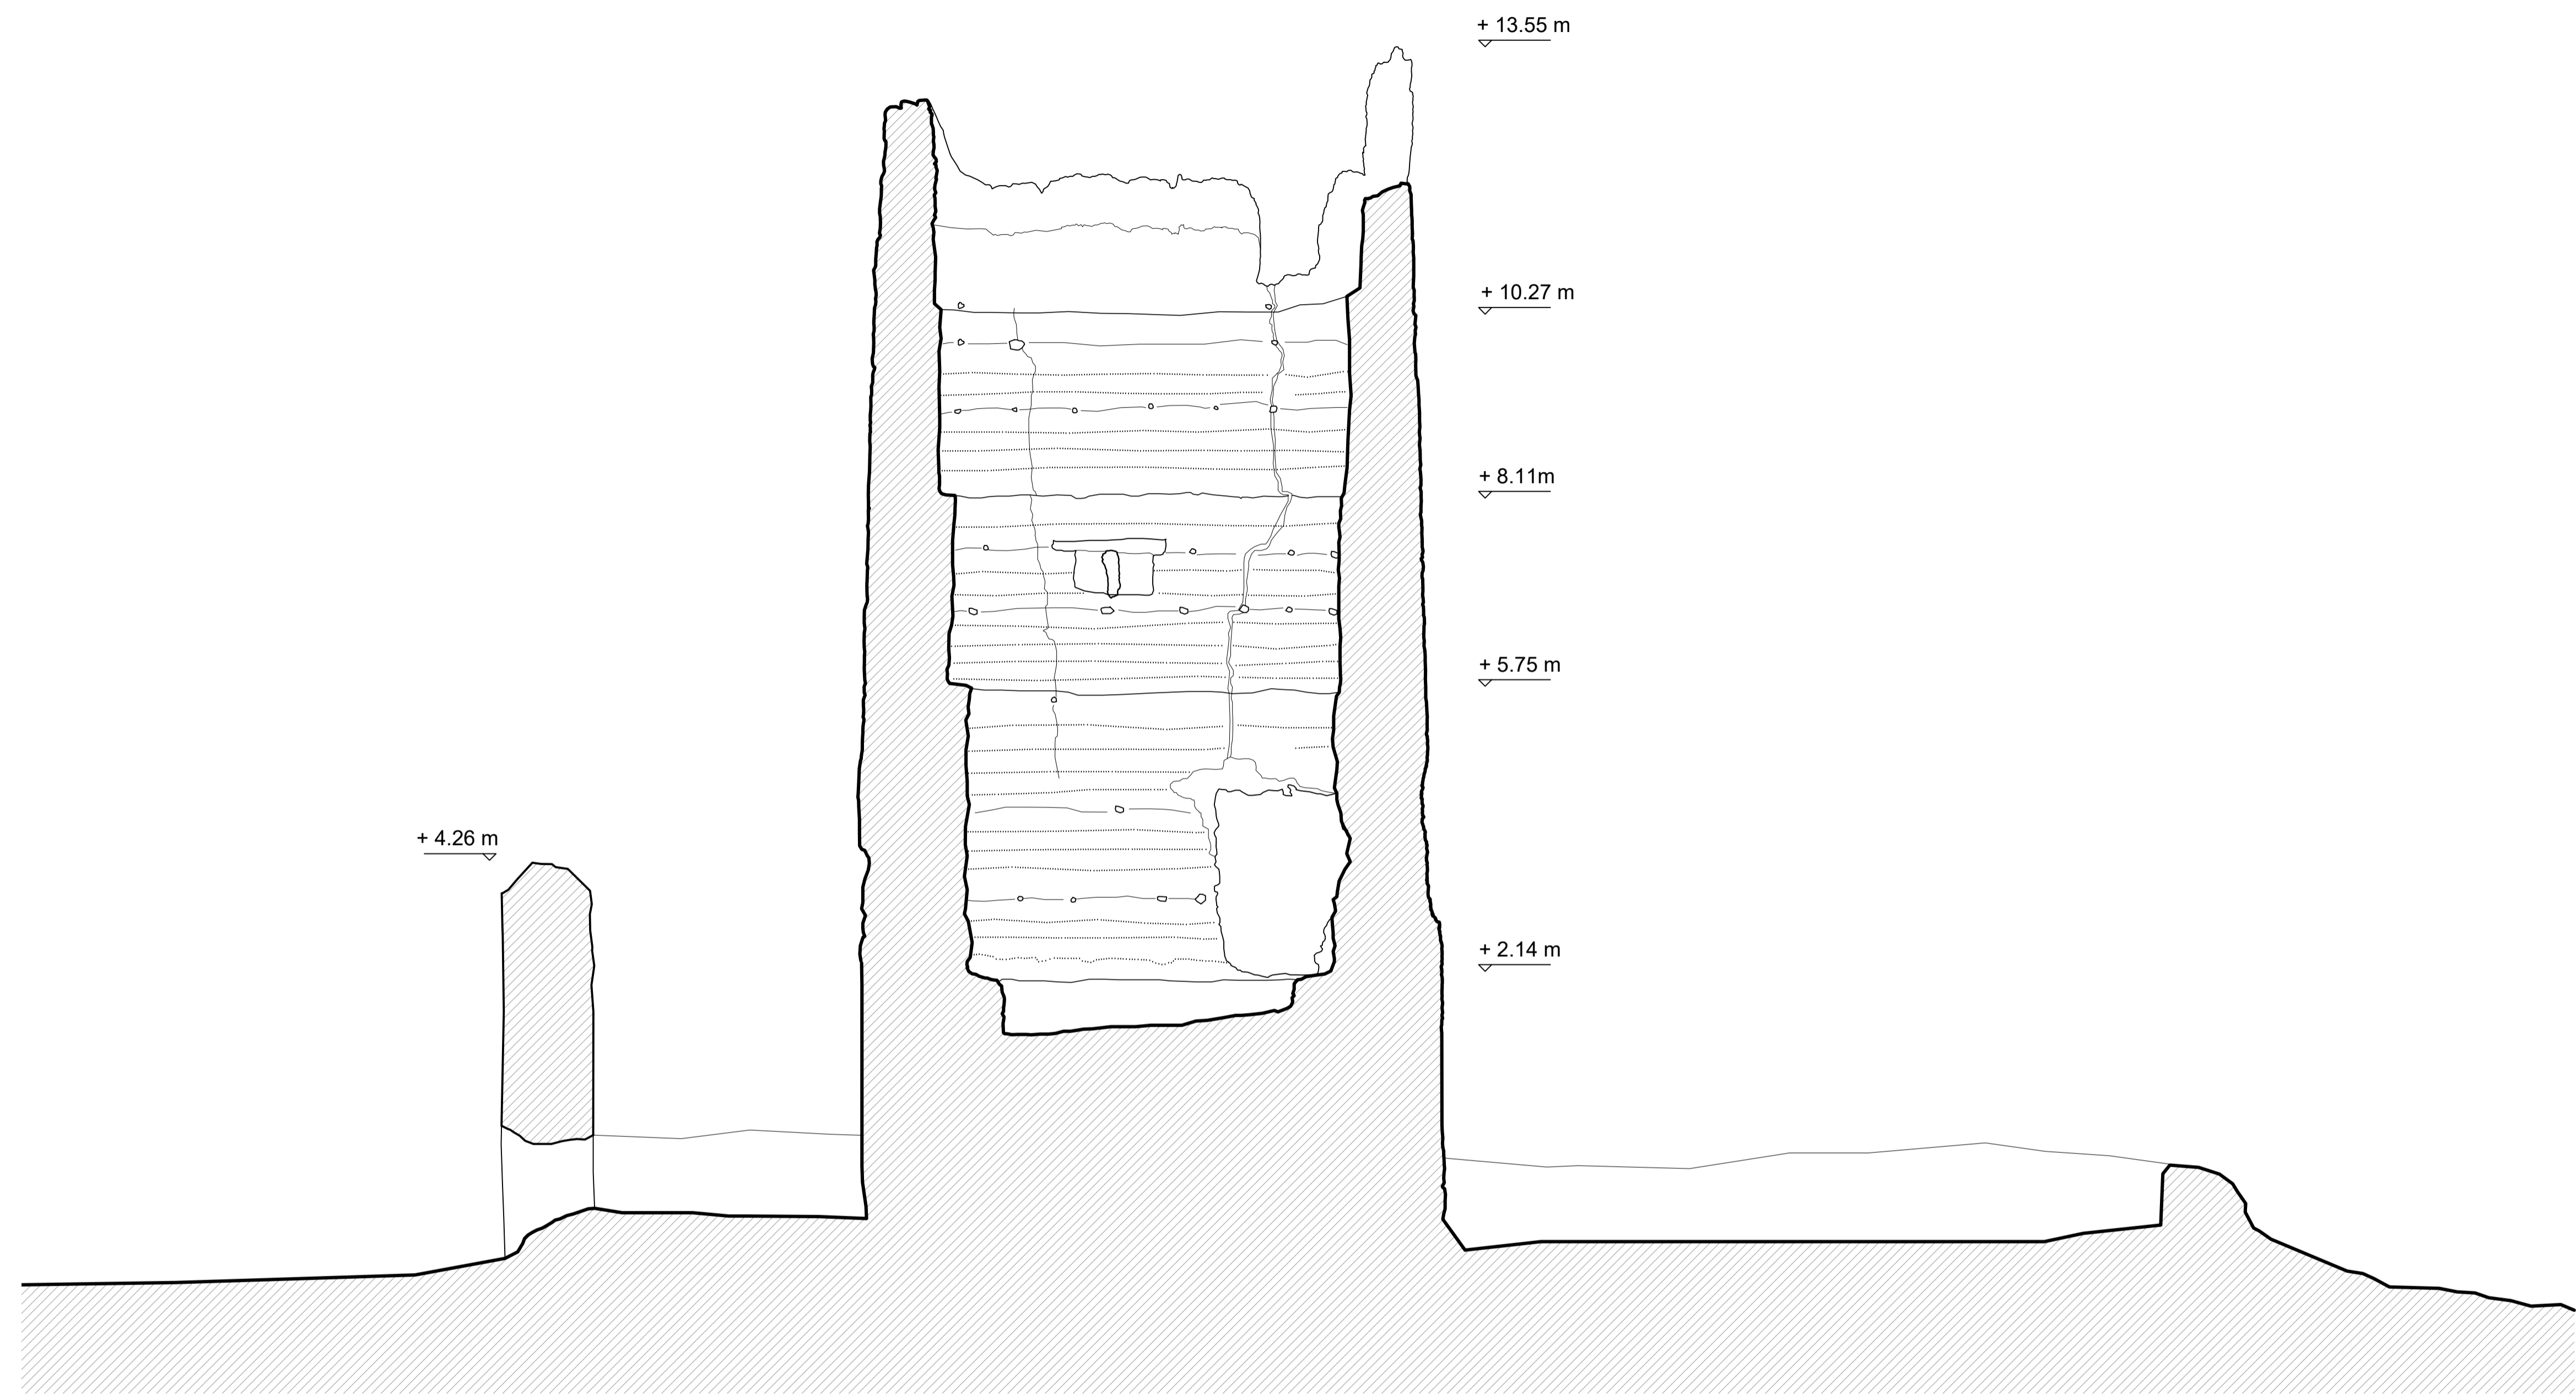 + 13.55 m
+ 10.27 m
+ 8.11m
+ 5.75 m
+ 4.26 m
+ 2.14 m